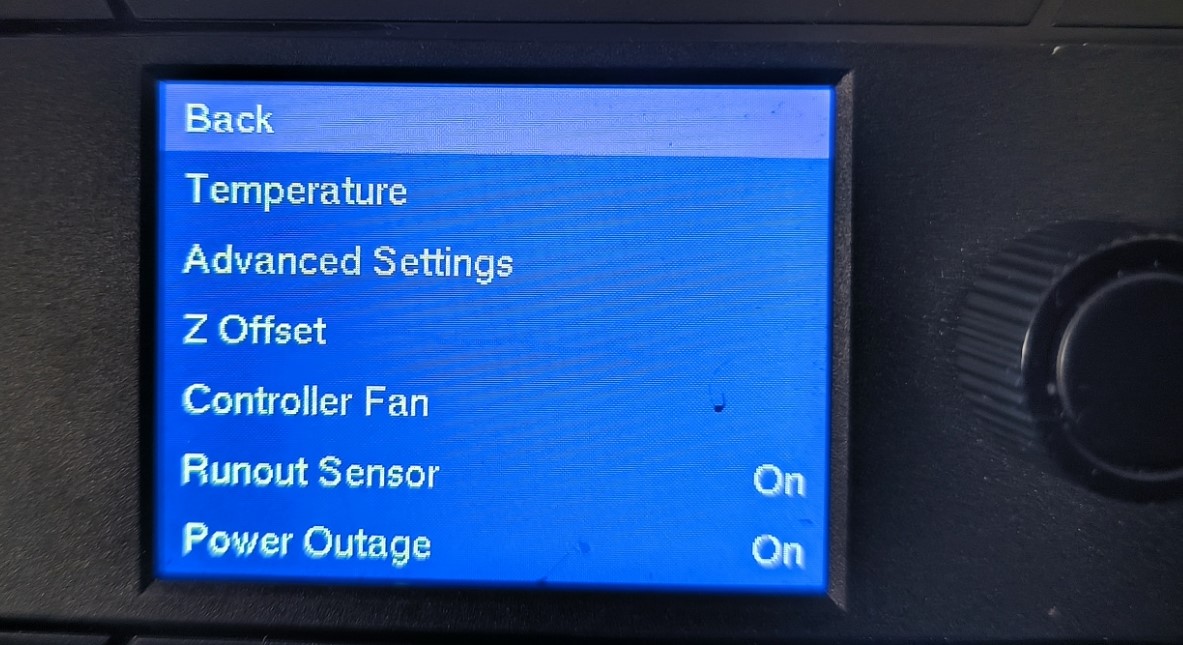 Back
Temperature
Advanced Settings
Z Offset
Controller Fan
Runout Sensor On
Power Outage On